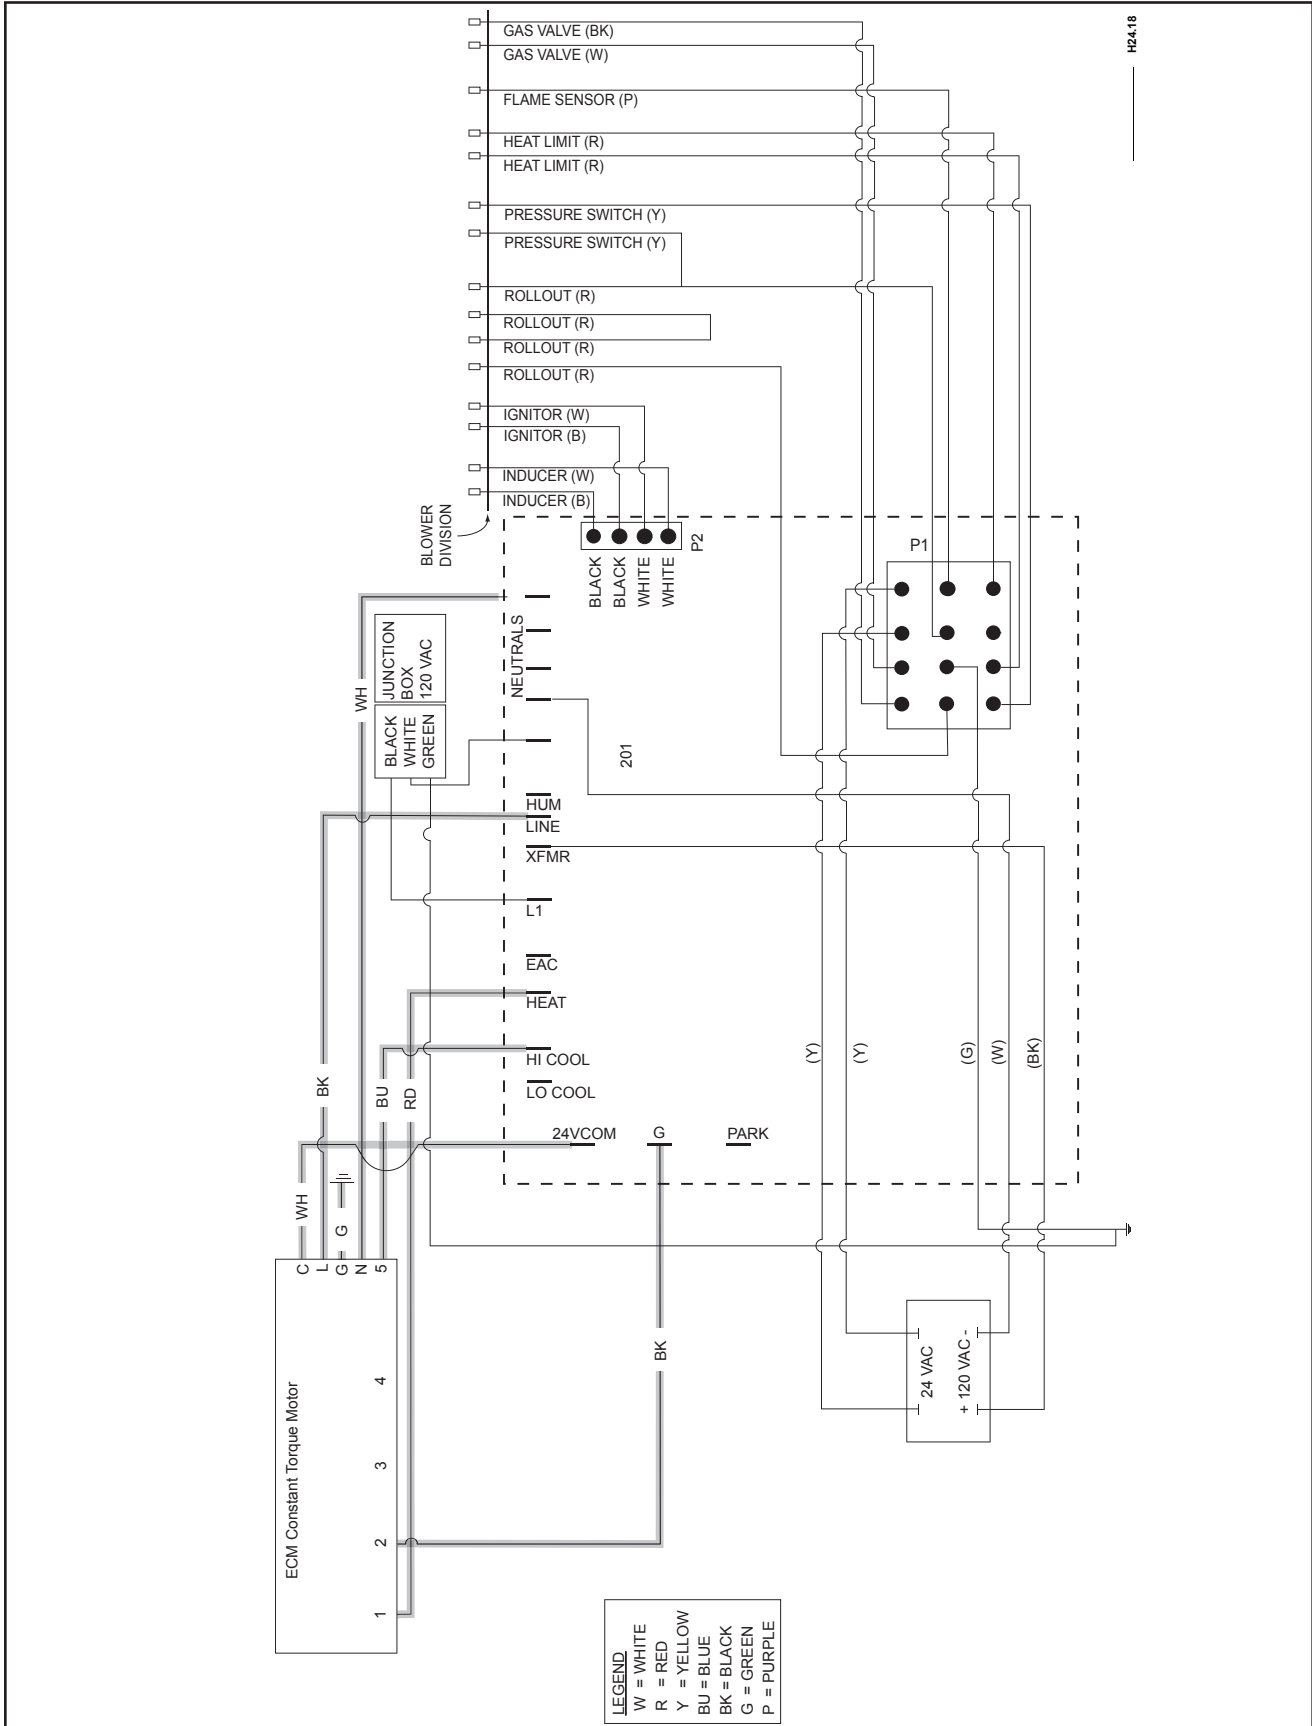 GAS VALVE (BK)
GAS VALVE (W)
FLAME SENSOR (P)
HEAT LIMIT (R)
HEAT LIMIT (R)
PRESSURE SWITCH (Y)
PRESSURE SWITCH (Y)
ROLLOUT (R)
ROLLOUT (R)
ROLLOUT (R)
ROLLOUT (R)
IGNITOR (W)
IGNITOR (B)
INDUCER (W)
INDUCER (B)
H24.18
BLOWER
DIVISION
BLACK
BLACK
WHITE
WHITE
P2
P1
JUNCTION
BOX
120 VAC
BLACK
WHITE
GREEN
NEUTRALS
201
HUM
LINE
XFMR
L1
EAC
HEAT
HI COOL
LO COOL
24VCOM
G
PARK
WH
BK
BU
RD
WH
G
BK
(Y)
(Y)
(G)
(W)
(BK)
C
L
G
N
5
4
3
2
1
ECM Constant Torque Motor
24 VAC
+ 120 VAC -
LEGEND
W = WHITE
R = RED
Y = YELLOW
BU = BLUE
BK = BLACK
G = GREEN
P = PURPLE